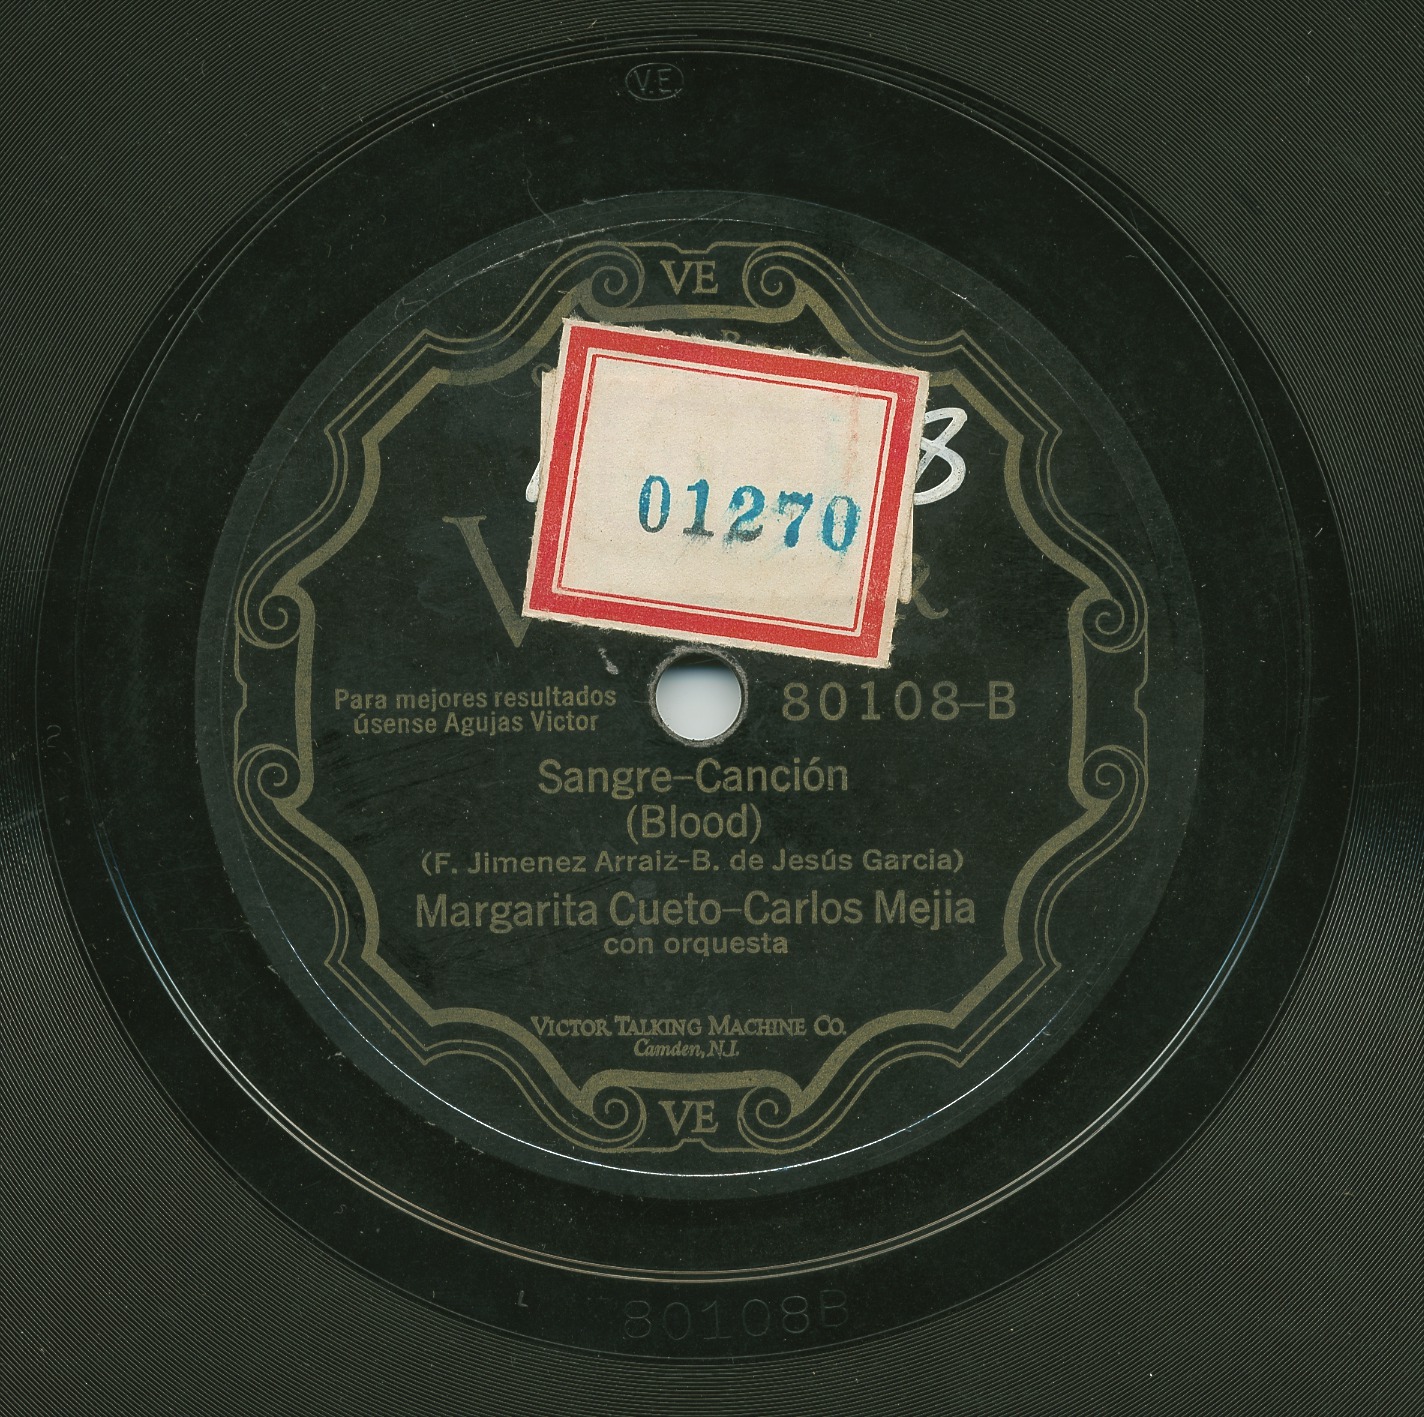 V.E.
VE
8
01270
Para mejores resultados
úsense Agujas Victor
80108-B
Sangre-Canción
(Blood)
(F. Jimenez Arraiz-B. de Jesús Garcia)
Margarita Cueto-Carlos Mejia
con orquesta
VICTOR TALKING MACHINE CO.
Camden, N.J.
VE
L
80108B